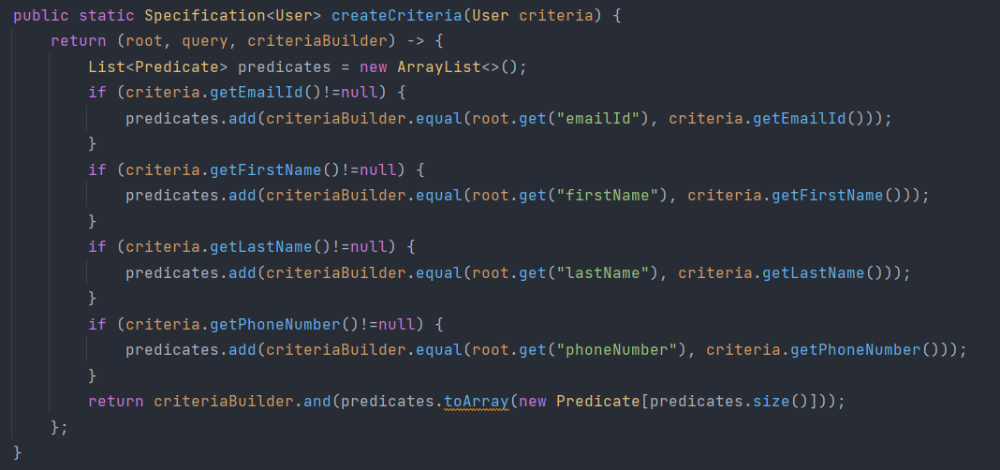 public static Specification<User> createCriteria(User criteria) {
    return (root, query, criteriaBuilder) -> {
        List<Predicate> predicates = new ArrayList<>();
        if (criteria.getEmailId()!=null) {
            predicates.add(criteriaBuilder.equal(root.get("emailId"), criteria.getEmailId()));
        }
        if (criteria.getFirstName()!=null) {
            predicates.add(criteriaBuilder.equal(root.get("firstName"), criteria.getFirstName()));
        }
        if (criteria.getLastName()!=null) {
            predicates.add(criteriaBuilder.equal(root.get("lastName"), criteria.getLastName()));
        }
        if (criteria.getPhoneNumber()!=null) {
            predicates.add(criteriaBuilder.equal(root.get("phoneNumber"), criteria.getPhoneNumber()));
        }
        return criteriaBuilder.and(predicates.toArray(new Predicate[predicates.size()]));
    };
}